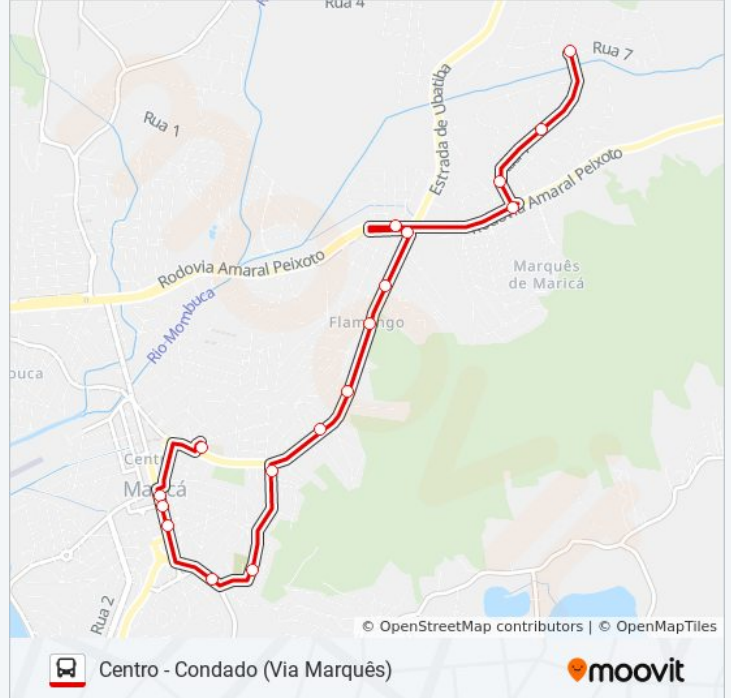 Rua 4
Rua 7
Estrada de Ubatiba
Rua 1
Rodovia Amaral Peixoto
Rodovia Amaral Peixoto
Marquês
de Maricá
Rio Mombuca
Flamengo
Centro
Maricá
Rua 2
© OpenStreetMap contributors | © OpenMapTiles
Centro - Condado (Via Marquês)
moovit